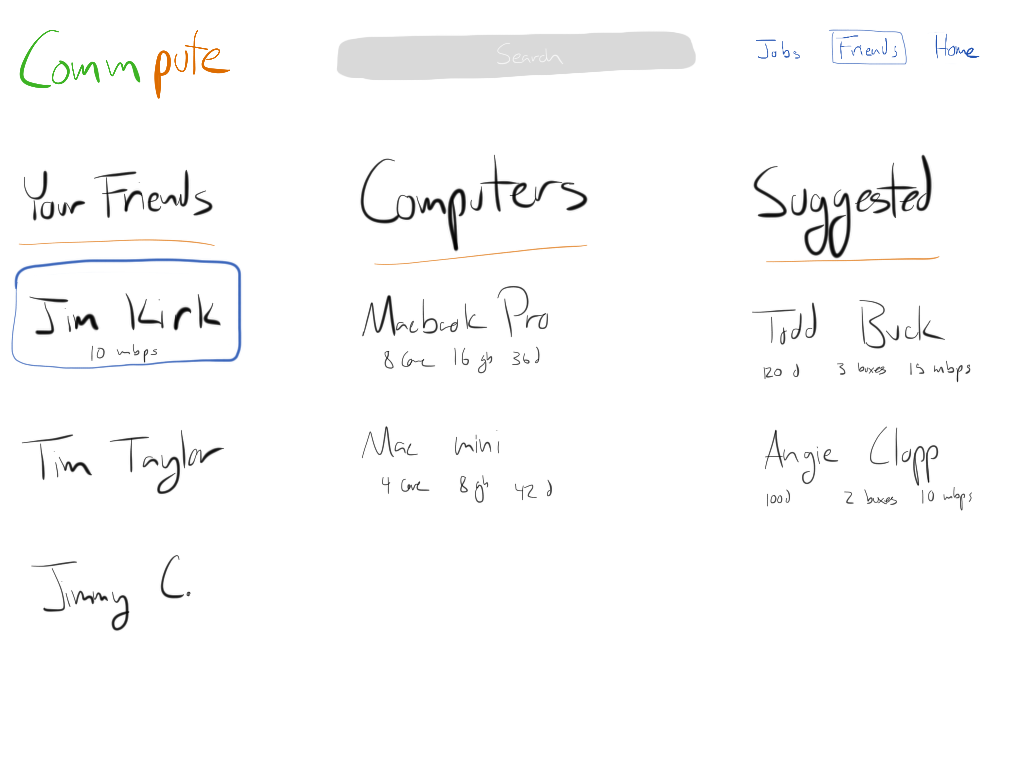 Commpute
Search
Jobs Friends Home
Your Friends
Jim Kirk
10 mbps
Tim Taylor
Jimmy C.
Computers
Macbook Pro
8 core 16 gb 36d
Mac mini
4 core 8 gb 42 d
Suggested
Todd Buck
120 d 3 boxes 15 mbps
Angie Clapp
100d 2 boxes 10 mbps